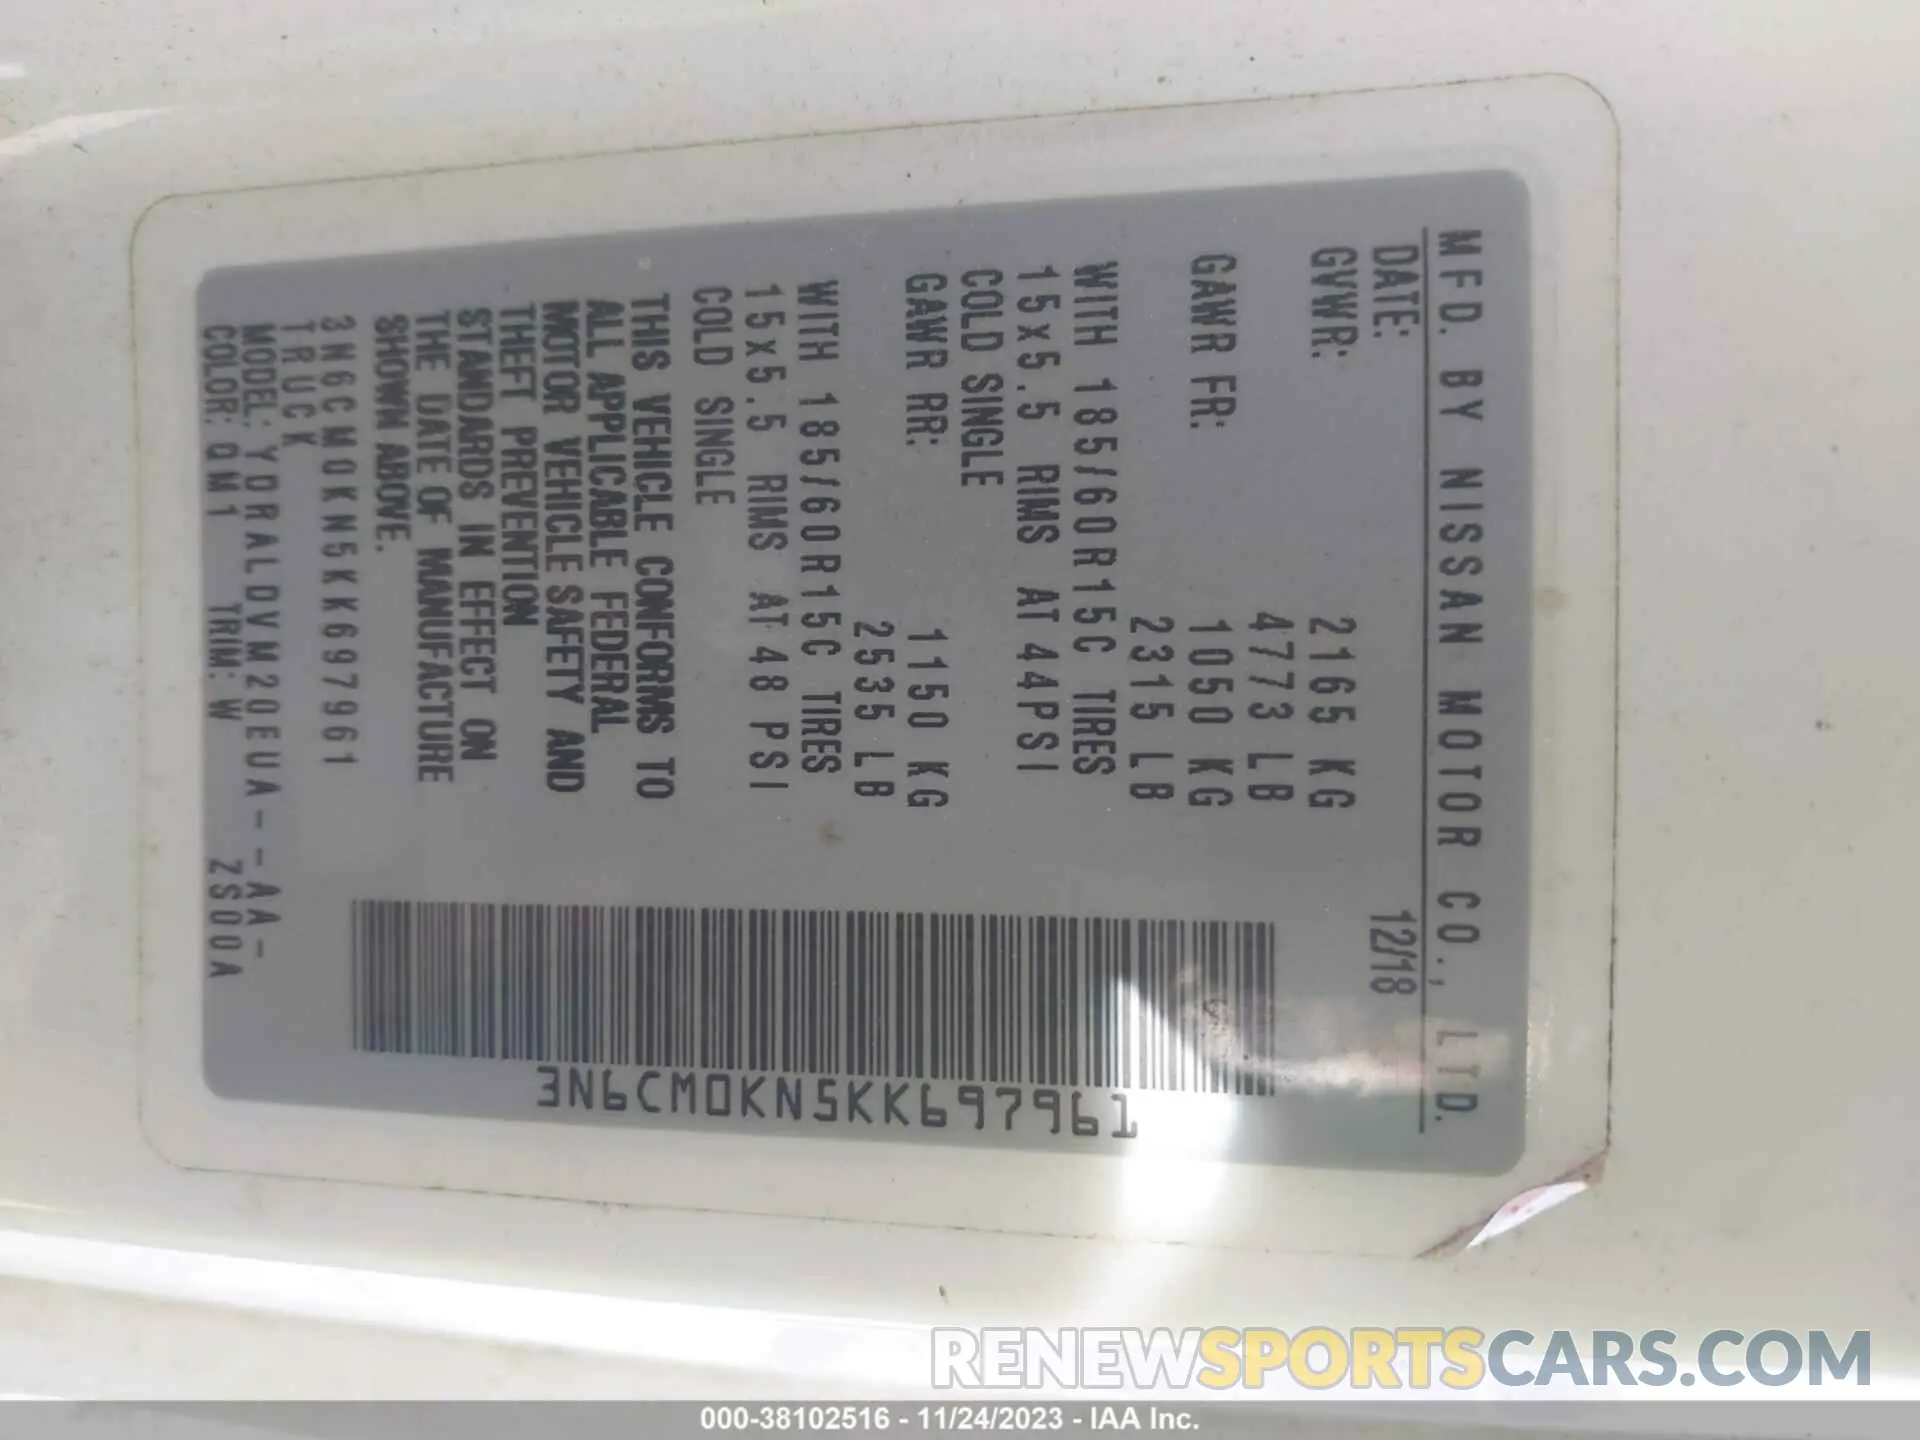 MFD. BY NISSAN MOTOR CO., LTD.
DATE: 12/18
GVWR: 2165 KG
4773 LB
GAWR FR: 1050 KG
2315 LB
WITH 185/60R15C TIRES
15x5.5 RIMS AT 44PSI
COLD SINGLE
GAWR RR: 1150 KG
2535 LB
WITH 185/60R15C TIRES
15x5.5 RIMS AT 48 PSI
COLD SINGLE
THIS VEHICLE CONFORMS TO
ALL APPLICABLE FEDERAL
MOTOR VEHICLE SAFETY AND
THEFT PREVENTION
STANDARDS IN EFFECT ON
THE DATE OF MANUFACTURE
SHOWN ABOVE.
3N6CM0KN5KK697961
TRUCK
MODEL: YDRALDVM20EUA--AA-
COLOR: QM1 TRIM: W ZS00A
3N6CM0KN5KK697961
RENEWSPORTSCARS.COM
000-38102516 - 11/24/2023 - IAA Inc.